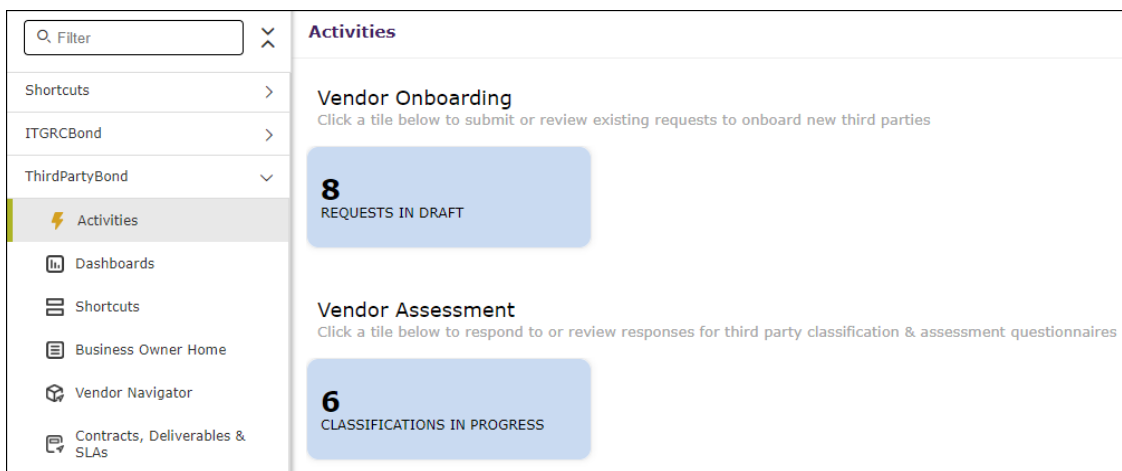 Filter
Shortcuts
ITGRCBond
ThirdPartyBond
Activities
Dashboards
Shortcuts
Business Owner Home
Vendor Navigator
Contracts, Deliverables &
SLAs
Activities
Vendor Onboarding
Click a tile below to submit or review existing requests to onboard new third parties
8
REQUESTS IN DRAFT
Vendor Assessment
Click a tile below to respond to or review responses for third party classification & assessment questionnaires
6
CLASSIFICATIONS IN PROGRESS